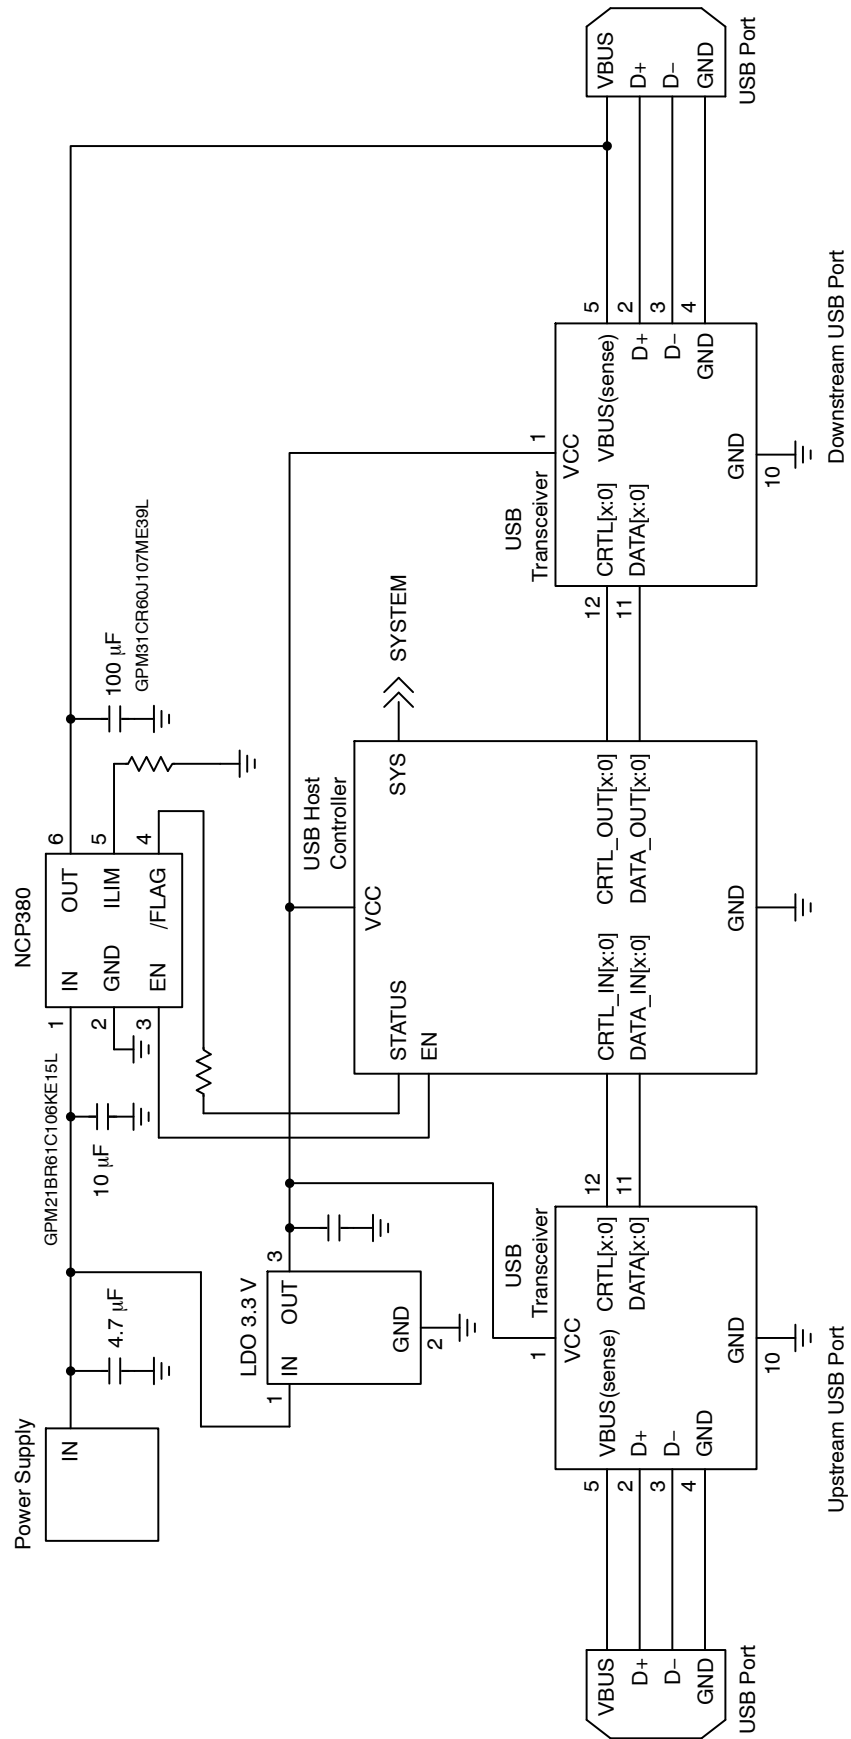 Power Supply
IN
4.7 μF
GPM21BR61C106KE15L
10 μF
NCP380
1
IN
OUT
6
2
GND
ILIM
5
3
EN
/FLAG
4
100 μF
GPM31CR60J107ME39L
LDO 3.3 V
1
IN
OUT
3
GND
2
USB Host
Controller
VCC
STATUS
EN
SYS
SYSTEM
CRTL_IN[x:0]
DATA_IN[x:0]
CRTL_OUT[x:0]
DATA_OUT[x:0]
GND
USB
Transceiver
1
VCC
VBUS(sense)
D+
D−
GND
5
2
3
4
CRTL[x:0]
DATA[x:0]
12
11
GND
10
VBUS
D+
D−
GND
USB Port
Upstream USB Port
USB
Transceiver
1
VCC
12
11
CRTL[x:0]
DATA[x:0]
VBUS(sense)
D+
D−
GND
5
2
3
4
GND
10
VBUS
D+
D−
GND
USB Port
Downstream USB Port